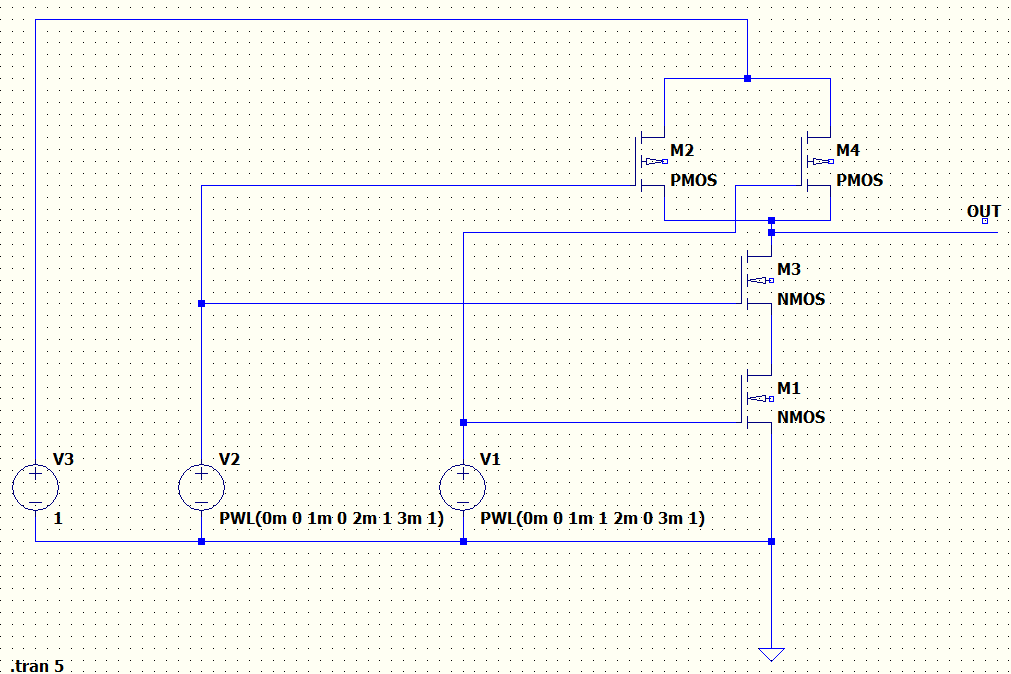 M2
PMOS
M4
PMOS
OUT
M3
NMOS
M1
NMOS
V3
1
V2
PWL(0m 0 1m 0 2m 1 3m 1)
V1
PWL(0m 0 1m 1 2m 0 3m 1)
.tran 5